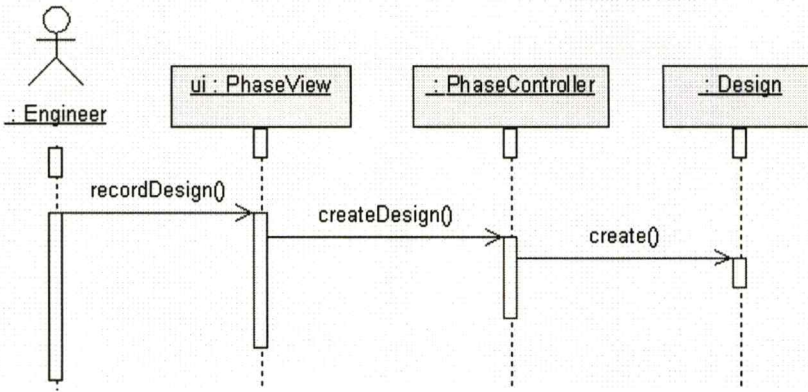 : Engineer
ui : PhaseView
: PhaseController
: Design
recordDesign()
createDesign()
create()